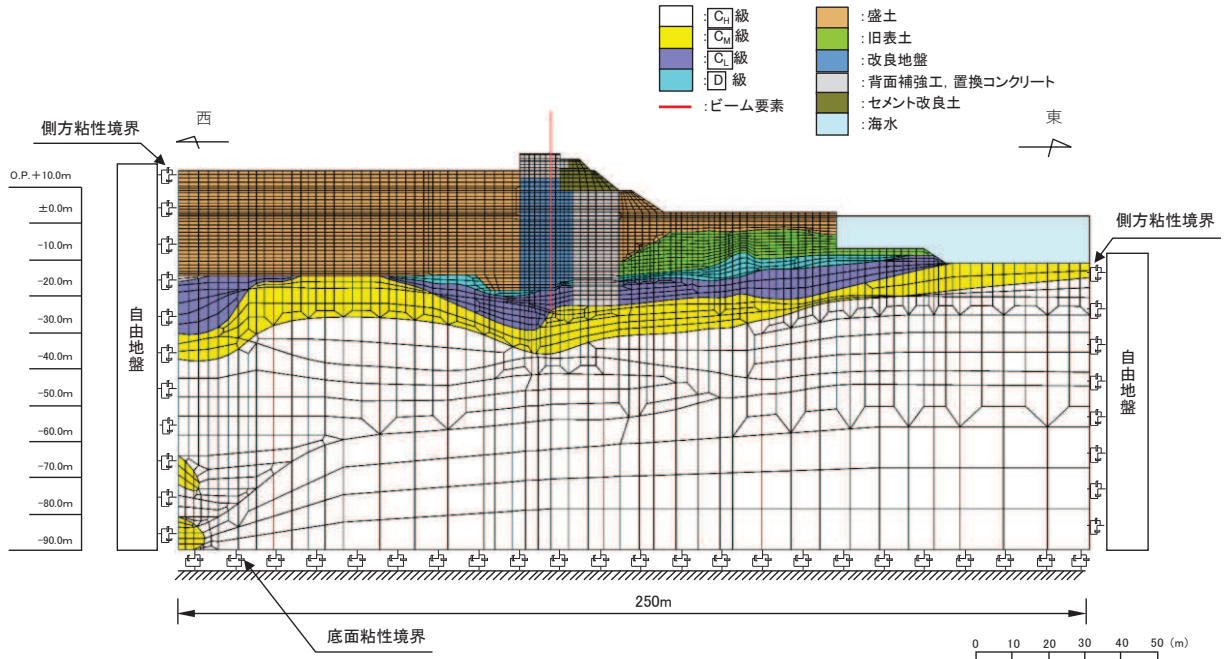 :CH級
:CM級
:CL級
:D 級
:ビーム要素
:盛土
:旧表土
:改良地盤
:背面補強工，置換コンクリート
:セメント改良土
:海水
西
東
側方粘性境界
側方粘性境界
O.P.+10.0m
±0.0m
-10.0m
-20.0m
-30.0m
-40.0m
-50.0m
-60.0m
-70.0m
-80.0m
-90.0m
自由地盤
自由地盤
250m
底面粘性境界
0 10 20 30 40 50 (m)